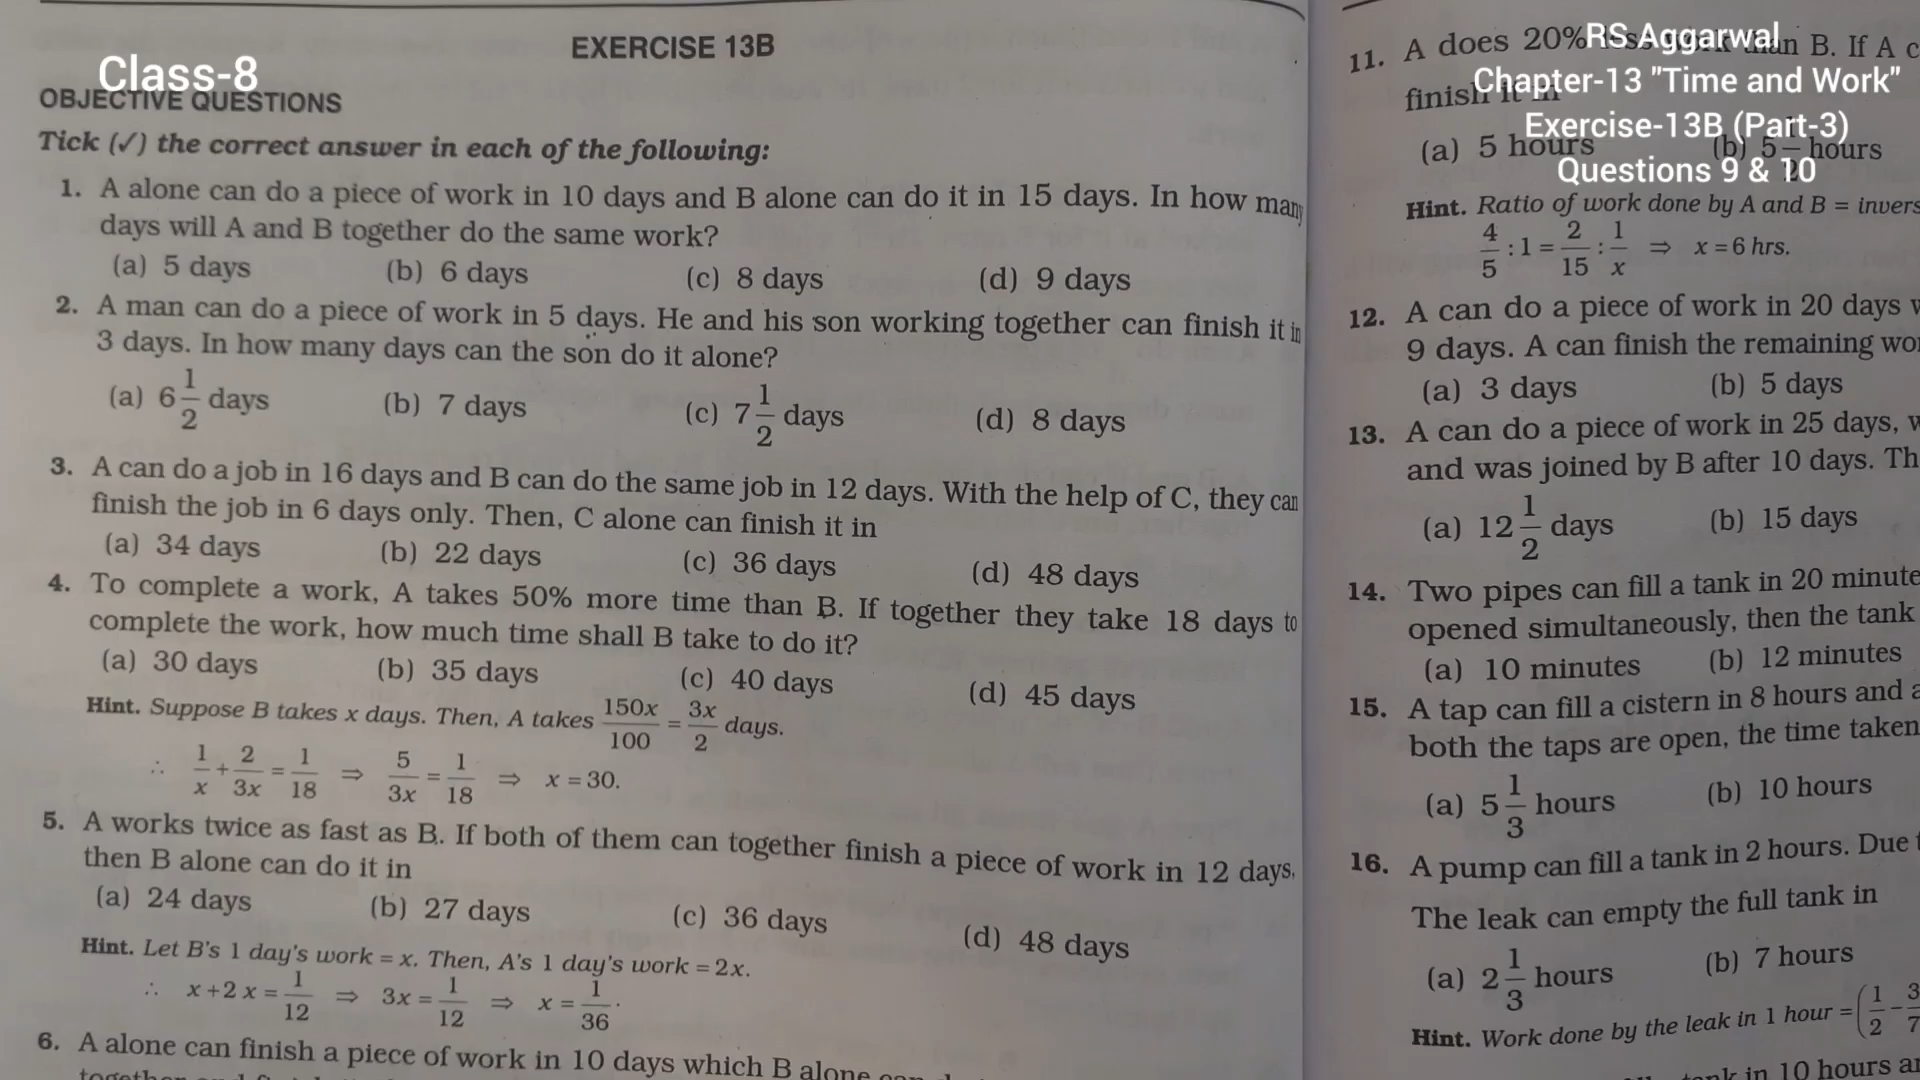 EXERCISE 13B
Class-8
OBJECTIVE QUESTIONS
Tick (✓) the correct answer in each of the following:
1. A alone can do a piece of work in 10 days and B alone can do it in 15 days. In how many
days will A and B together do the same work?
(a) 5 days (b) 6 days (c) 8 days (d) 9 days
2. A man can do a piece of work in 5 days. He and his son working together can finish it in
3 days. In how many days can the son do it alone?
(a) 6 1/2 days (b) 7 days (c) 7 1/2 days (d) 8 days
3. A can do a job in 16 days and B can do the same job in 12 days. With the help of C, they can
finish the job in 6 days only. Then, C alone can finish it in
(a) 34 days (b) 22 days (c) 36 days (d) 48 days
4. To complete a work, A takes 50% more time than B. If together they take 18 days to
complete the work, how much time shall B take to do it?
(a) 30 days (b) 35 days (c) 40 days (d) 45 days
Hint. Suppose B takes x days. Then, A takes 150x/100 = 3x/2 days.
∴ 1/x + 2/3x = 1/18 ⇒ 5/3x = 1/18 ⇒ x = 30.
5. A works twice as fast as B. If both of them can together finish a piece of work in 12 days,
then B alone can do it in
(a) 24 days (b) 27 days (c) 36 days (d) 48 days
Hint. Let B's 1 day's work = x. Then, A's 1 day's work = 2x.
∴ x + 2x = 1/12 ⇒ 3x = 1/12 ⇒ x = 1/36.
6. A alone can finish a piece of work in 10 days which B alone
RS Aggarwal
Chapter-13 "Time and Work"
Exercise-13B (Part-3)
Questions 9 & 10
11. A does 20% than B. If A
finish it in
(a) 5 hours (b) 5 hours
Hint. Ratio of work done by A and B =
4/5 : 1 = 2/15 : 1/x ⇒ x = 6 hrs.
12. A can do a piece of work in 20 days
9 days. A can finish the remaining
(a) 3 days (b) 5 days
13. A can do a piece of work in 25 days,
and was joined by B after 10 days.
(a) 12 1/2 days (b) 15 days
14. Two pipes can fill a tank in 20
opened simultaneously, then the tank
(a) 10 minutes (b) 12 minutes
15. A tap can fill a cistern in 8 hours and
both the taps are open, the time taken
(a) 5 1/3 hours (b) 10 hours
16. A pump can fill a tank in 2 hours. Due
The leak can empty the full tank in
(a) 2 1/3 hours (b) 7 hours
Hint. Work done by the leak in 1 hour = (1/2 − 3/7
in 10 hours